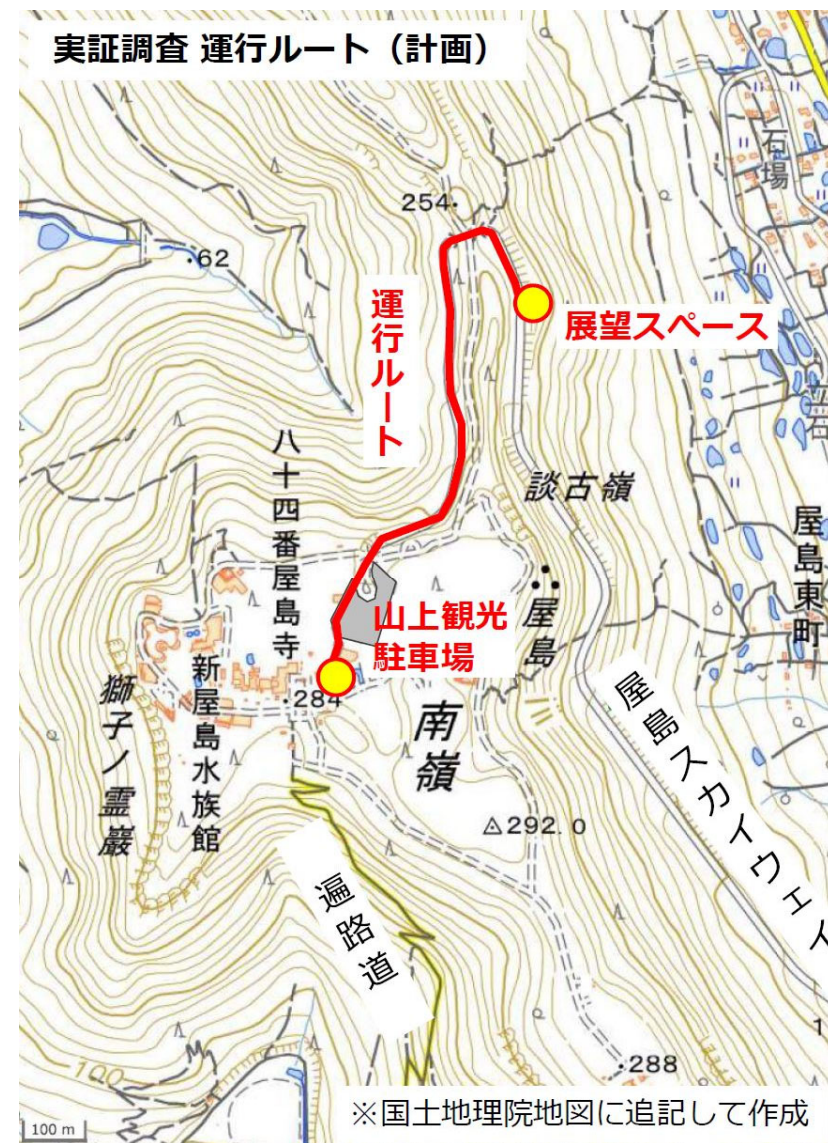 実証調査 運行ルート（計画）
石場
254
62
運行ルート
展望スペース
八十四番屋島寺
談古嶺
屋島東町
山上観光
駐車場
屋島
新屋島水族館
獅子ノ霊巖
284
南嶺
屋島スカイウェイ
292.0
遍路道
288
100
100 m
※国土地理院地図に追記して作成